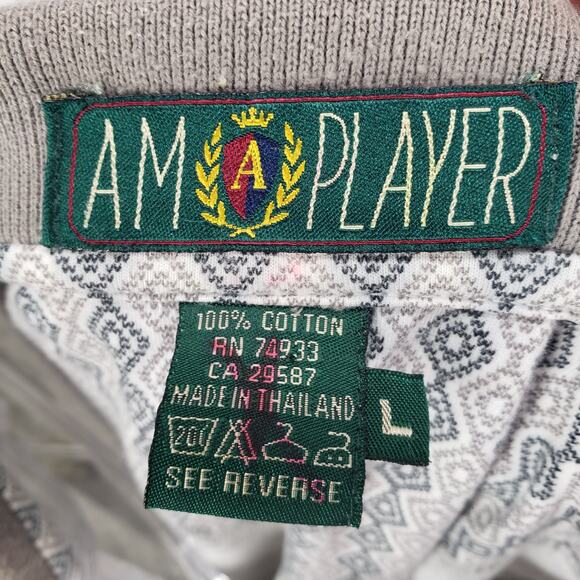 AM A PLAYER
100% COTTON
RN 74933
CA 29587
MADE IN THAILAND
L
SEE REVERSE